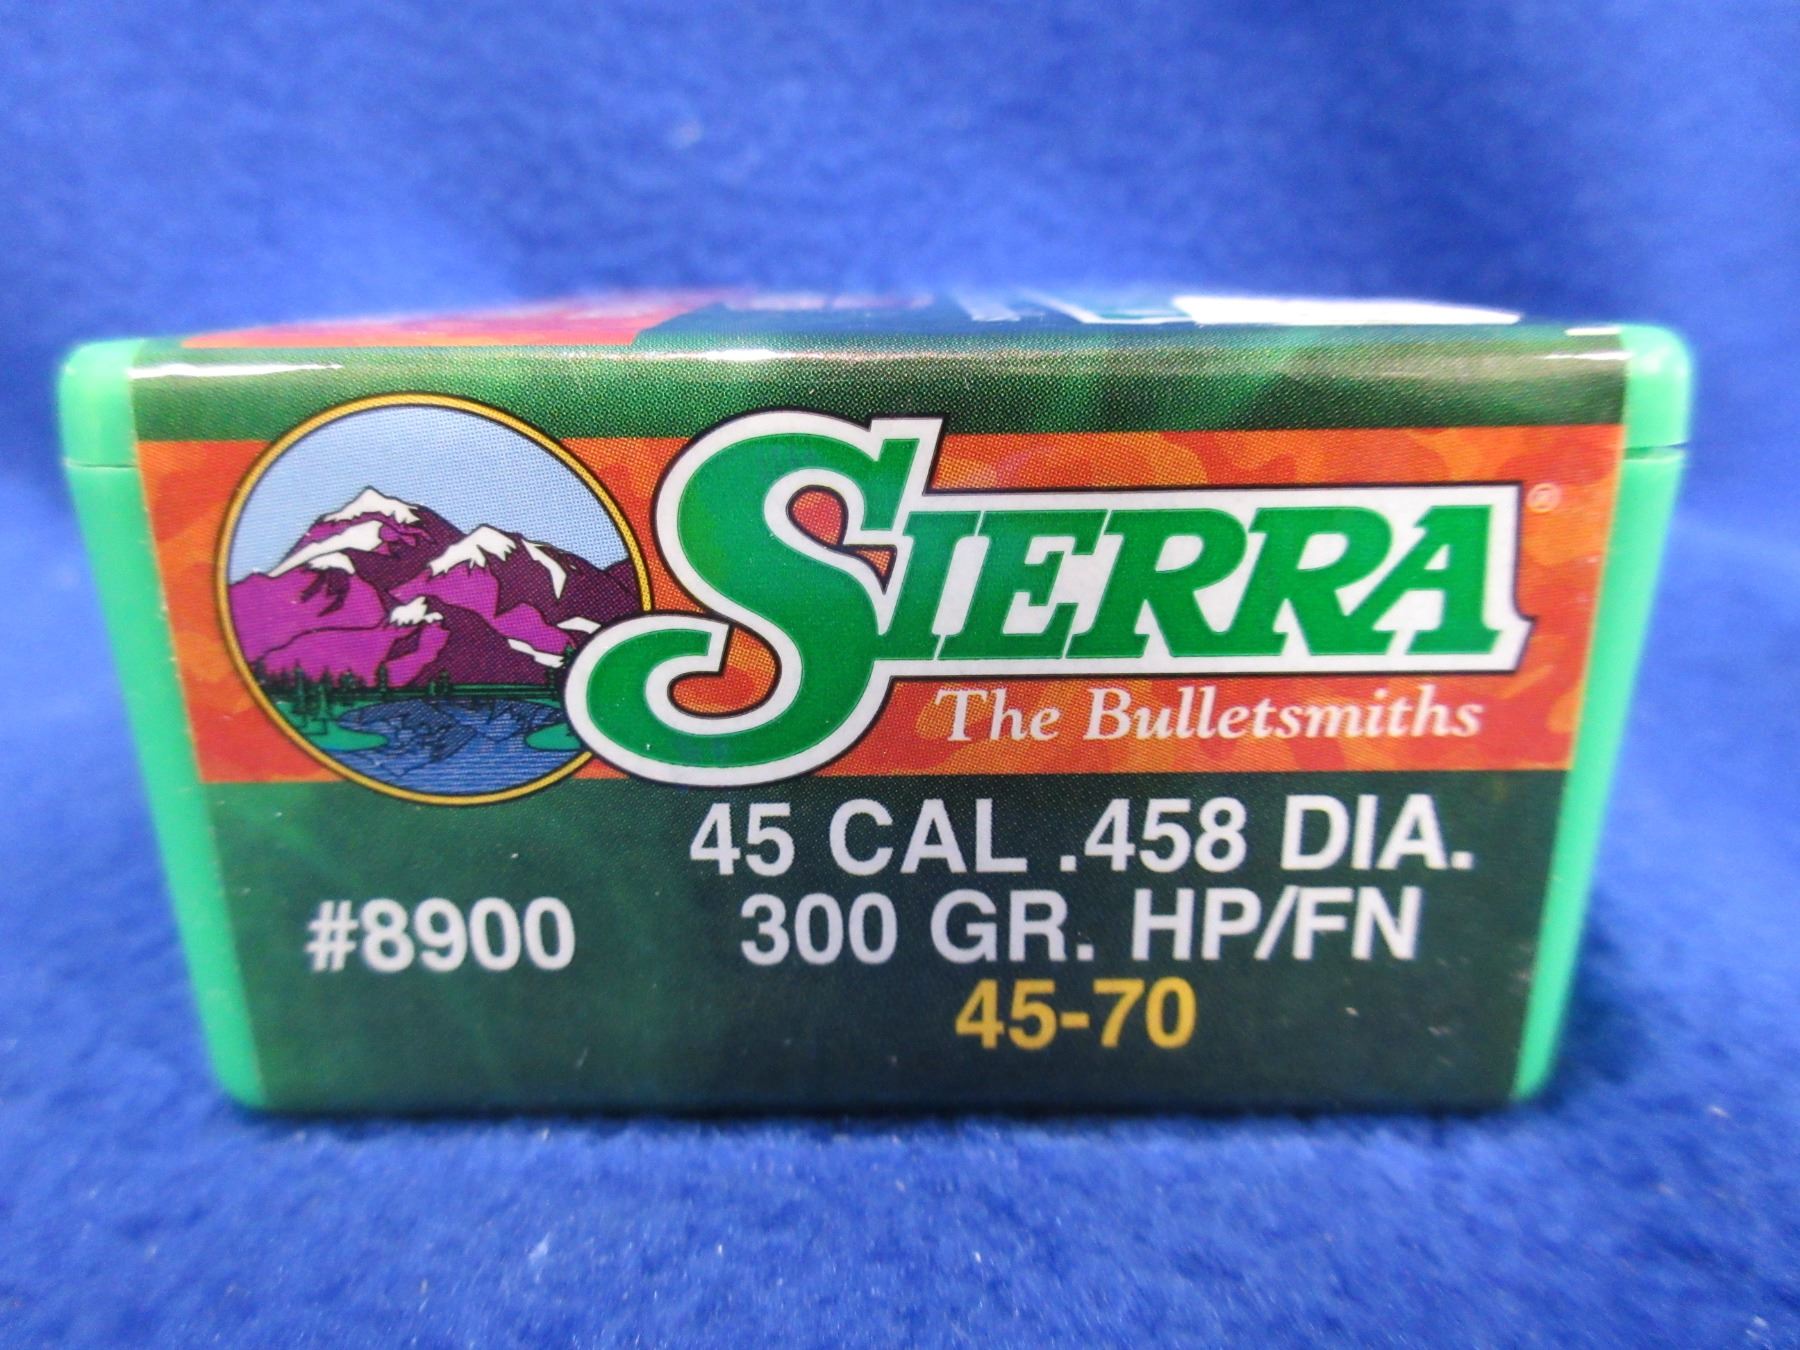 SIERRA®
The Bulletsmiths
45 CAL .458 DIA.
#8900 300 GR. HP/FN
45-70